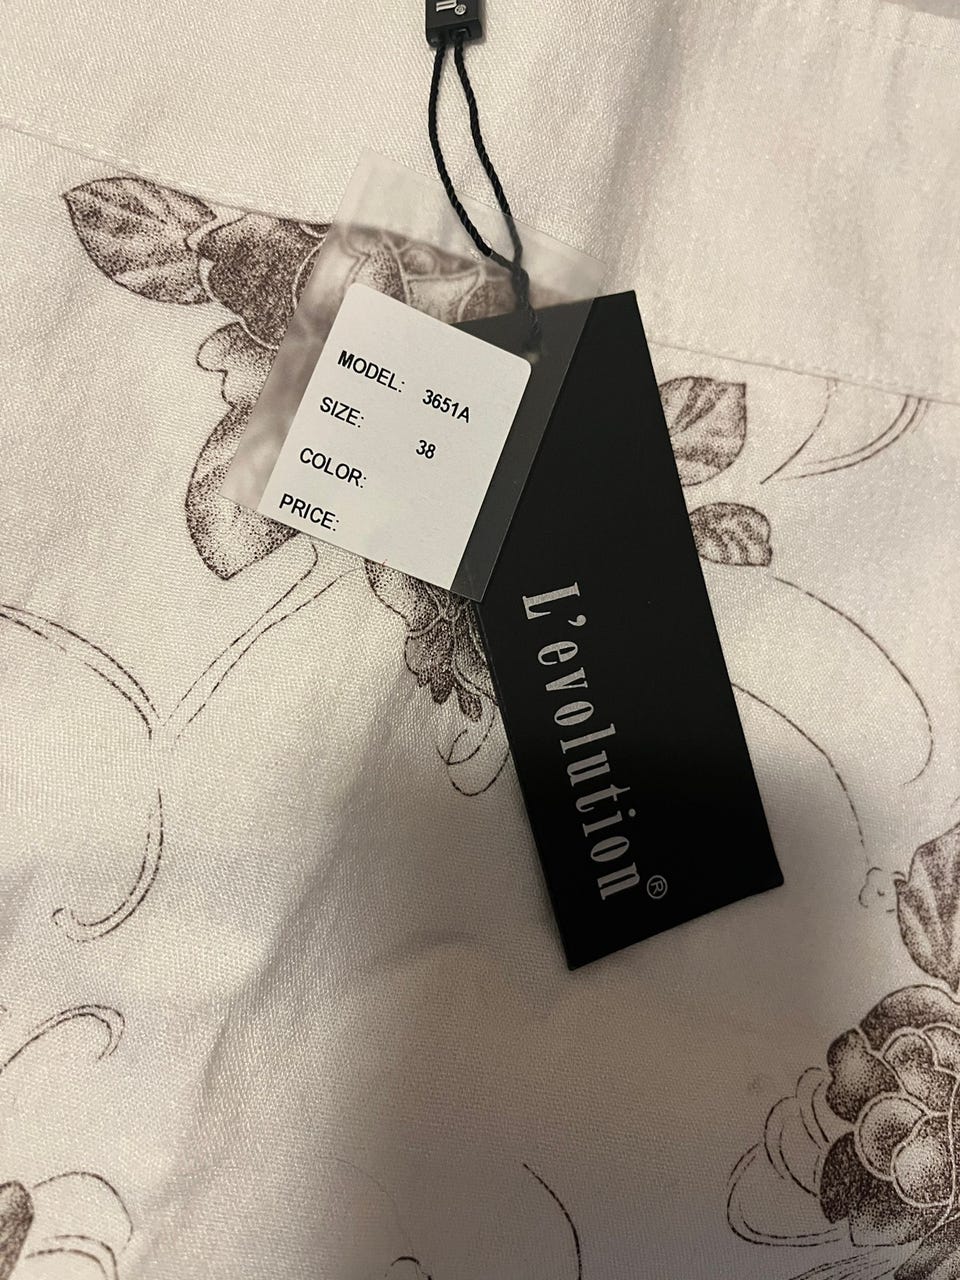 MODEL: 3651A
SIZE: 38
COLOR:
PRICE:
L'evolution®